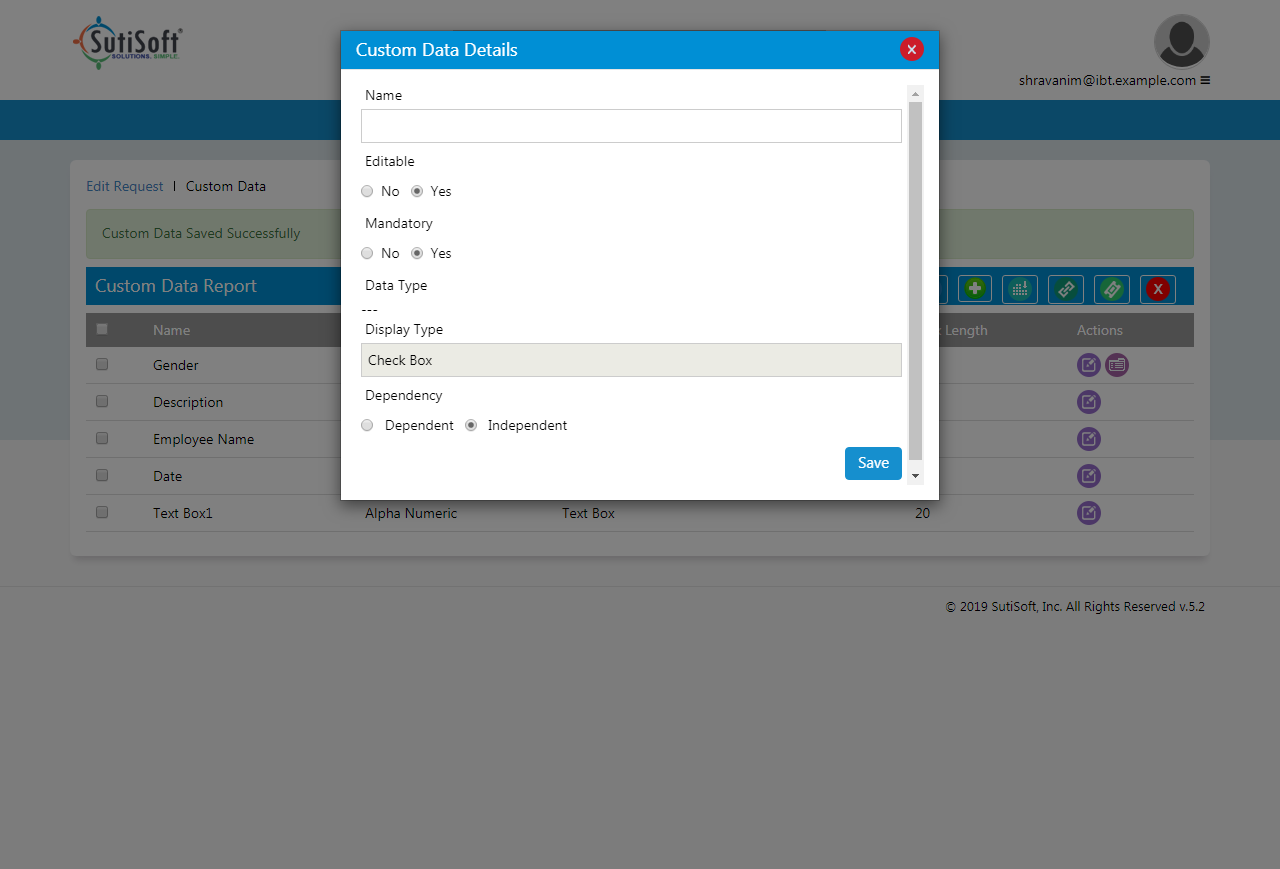 SutiSoft
SOLUTIONS. SIMPLE.
shravanim@ibt.example.com
Custom Data Details
X
Name
Editable
No Yes
Mandatory
No Yes
Data Type
---
Display Type
Check Box
Dependency
Dependent Independent
Save
Edit Request | Custom Data
Custom Data Saved Successfully
Custom Data Report
X
Name Length Actions
Gender
Description
Employee Name
Date
Text Box1 Alpha Numeric Text Box 20
© 2019 SutiSoft, Inc. All Rights Reserved v.5.2